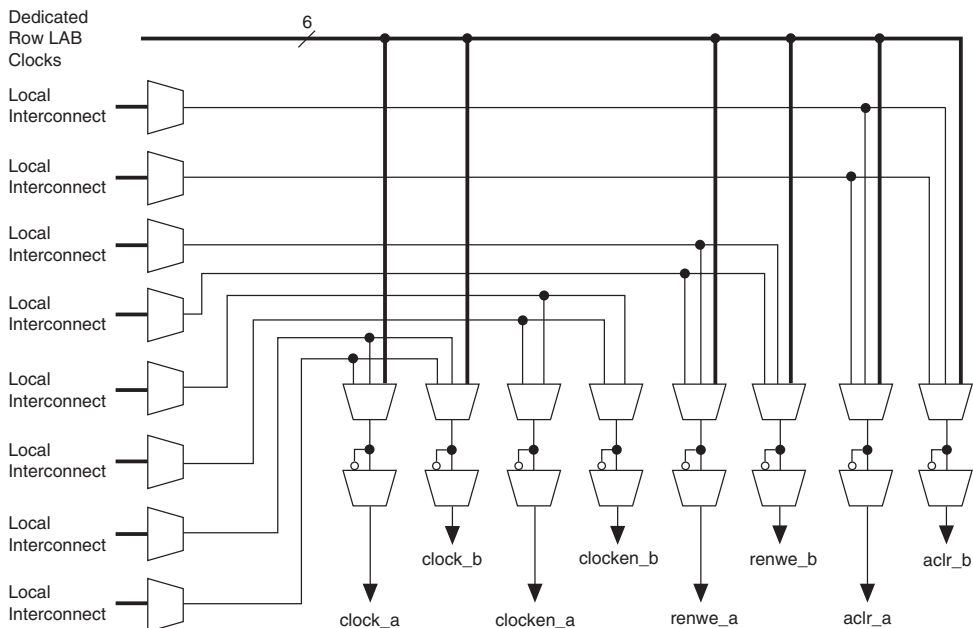 Dedicated
Row LAB
Clocks
6
Local
Interconnect
Local
Interconnect
Local
Interconnect
Local
Interconnect
Local
Interconnect
Local
Interconnect
Local
Interconnect
Local
Interconnect
clock_b
clocken_b
renwe_b
aclr_b
clock_a
clocken_a
renwe_a
aclr_a